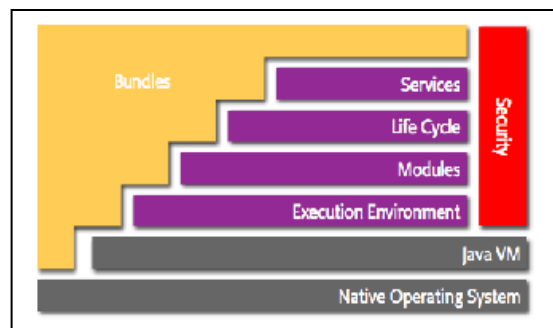 Bundles
Services
Life Cycle
Modules
Execution Environment
Java VM
Native Operating System
Security